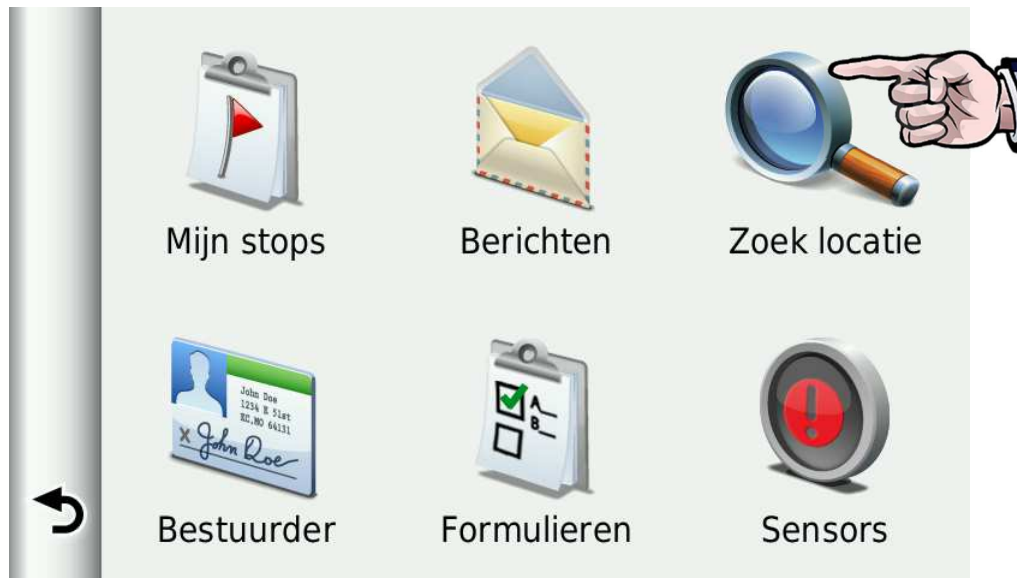 Mijn stops
Berichten
Zoek locatie
John Doe
1234 E 51st
KC,MO 64131
X John Doe
A
B
Bestuurder
Formulieren
Sensors